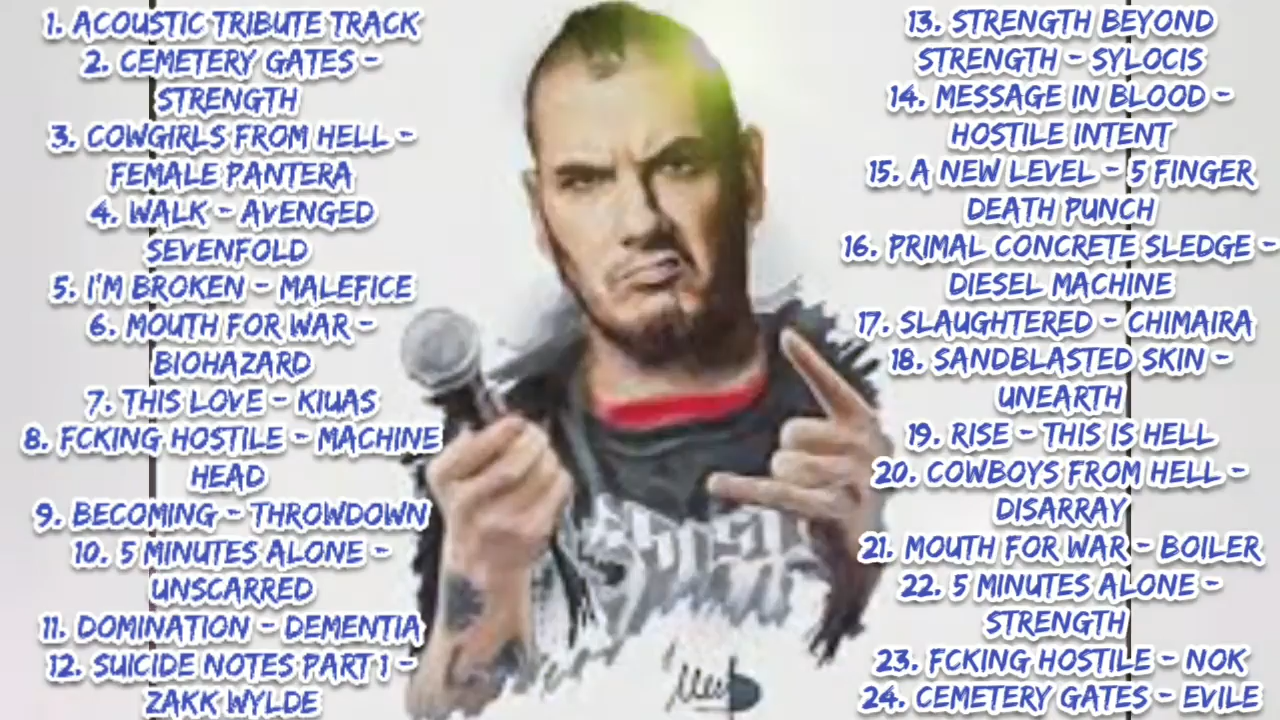 1. ACOUSTIC TRIBUTE TRACK
2. CEMETERY GATES -
STRENGTH
3. COWGIRLS FROM HELL -
FEMALE PANTERA
4. WALK - AVENGED
SEVENFOLD
5. I'M BROKEN - MALEFICE
6. MOUTH FOR WAR -
BIOHAZARD
7. THIS LOVE - KIUAS
8. FCKING HOSTILE - MACHINE
HEAD
9. BECOMING - THROWDOWN
10. 5 MINUTES ALONE -
UNSCARRED
11. DOMINATION - DEMENTIA
12. SUICIDE NOTES PART 1 -
ZAKK WYLDE
13. STRENGTH BEYOND
STRENGTH - SYLOCIS
14. MESSAGE IN BLOOD -
HOSTILE INTENT
15. A NEW LEVEL - 5 FINGER
DEATH PUNCH
16. PRIMAL CONCRETE SLEDGE -
DIESEL MACHINE
17. SLAUGHTERED - CHIMAIRA
18. SANDBLASTED SKIN -
UNEARTH
19. RISE - THIS IS HELL
20. COWBOYS FROM HELL -
DISARRAY
21. MOUTH FOR WAR - BOILER
22. 5 MINUTES ALONE -
STRENGTH
23. FCKING HOSTILE - NOK
24. CEMETERY GATES - EVILE